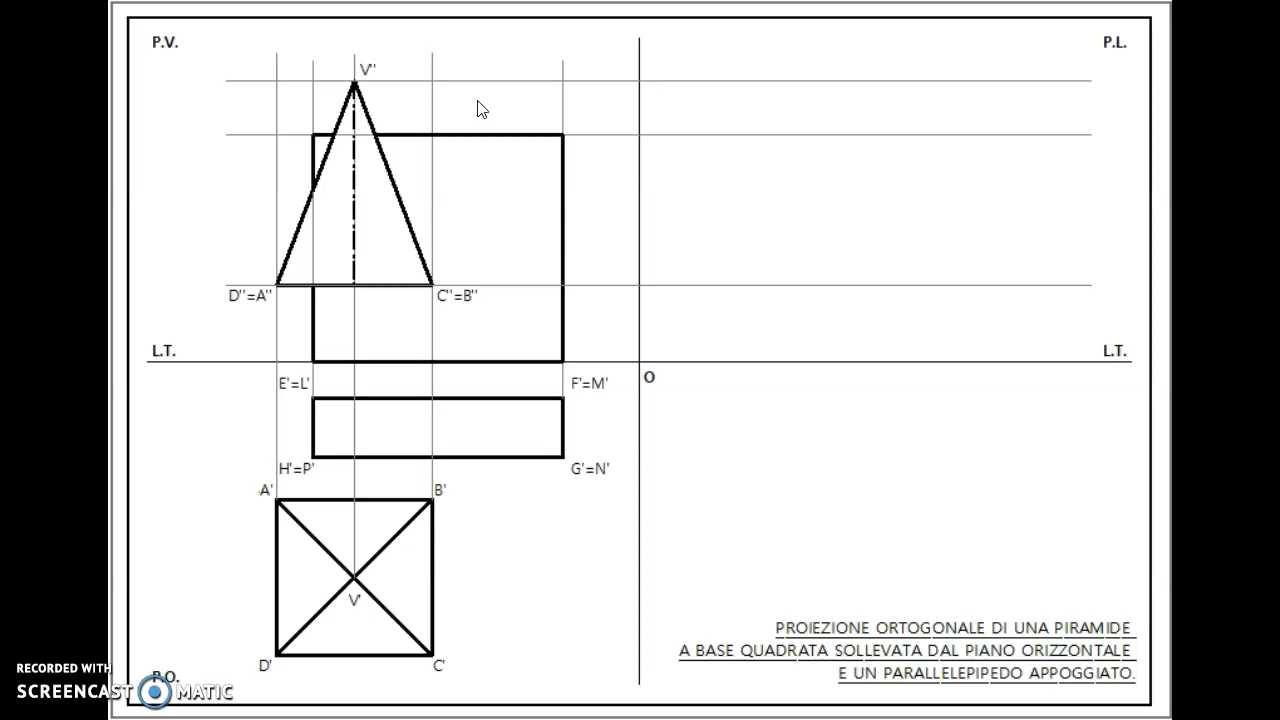 P.V.
P.L.
V''
D''=A''
C''=B''
L.T.
L.T.
O
E'=L'
F'=M'
H'=P'
G'=N'
A'
B'
V'
D'
C'
P.O.
PROIEZIONE ORTOGONALE DI UNA PIRAMIDE
A BASE QUADRATA SOLLEVATA DAL PIANO ORIZZONTALE
E UN PARALLELEPIPEDO APPOGGIATO.
RECORDED WITH
SCREENCAST MATIC